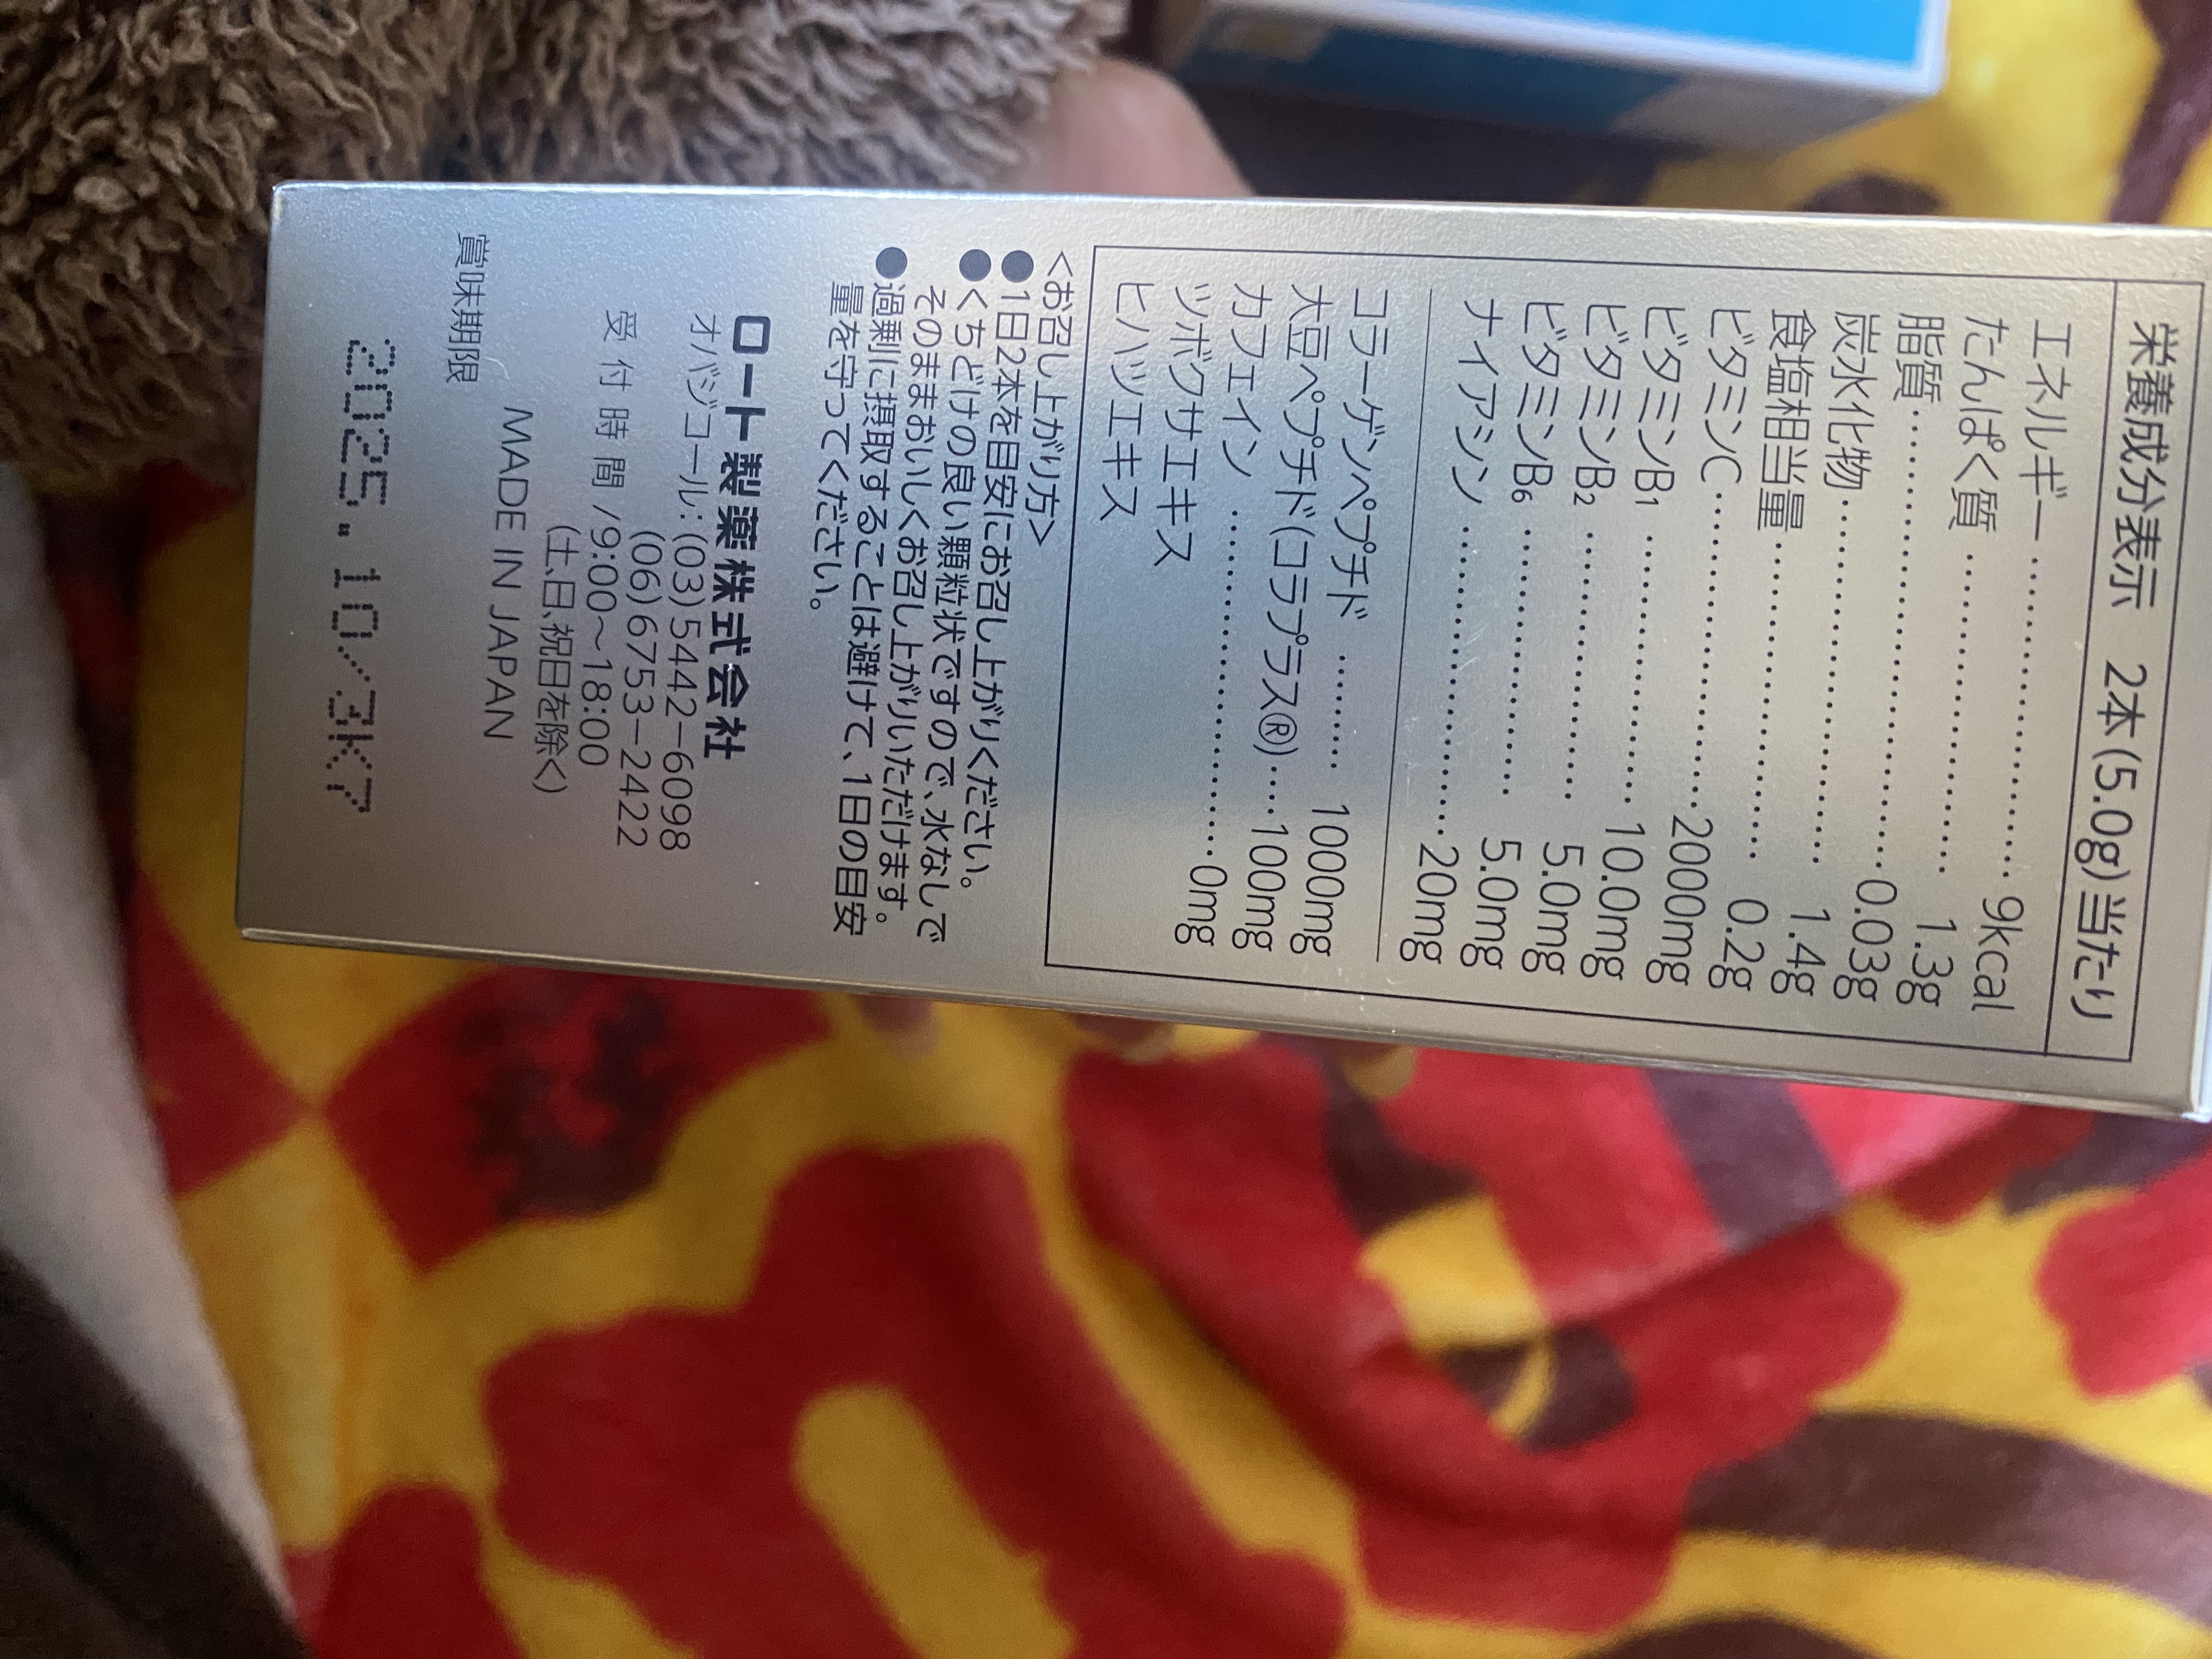 栄養成分表示 2本(5.0g)当たり
エネルギー……………………9kcal
たんぱく質……………………1.3g
脂質……………………0.03g
炭水化物……………………1.4g
食塩相当量……………………0.2g
ビタミンC……………………2000mg
ビタミンB1……………………10.0mg
ビタミンB2……………………5.0mg
ビタミンB6……………………5.0mg
ナイアシン……………………20mg
コラーゲンペプチド………1000mg
大豆ペプチド(コラプラス®)……100mg
カフェイン……………………0mg
ツボクサエキス
ヒハツエキス
<お召し上がり方>
●1日2本を目安にお召し上がりください。
●くちどけの良い顆粒状ですので、水なしで
そのままおいしくお召し上がりいただけます。
●過剰に摂取することは避けて、1日の目安
量を守ってください。
ロート製薬株式会社
オバジコール:(03)5442-6098
(06)6753-2422
受付時間/9:00~18:00
(土、日、祝日を除く)
MADE IN JAPAN
賞味期限
2025.10/3K7